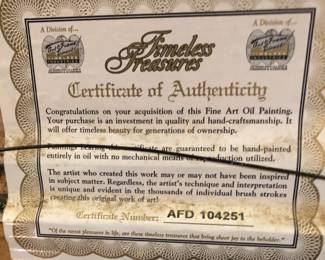 A Division of...
A Division of...
Timeless
Treasures
Certificate of Authenticity
Congratulations on your acquisition of this Fine Art Oil Painting.
Your purchase is an investment in quality and hand-craftsmanship. It
will offer timeless beauty for generations of ownership.
Paintings bearing are guaranteed to be hand-painted
entirely in oil with no mechanical means of reproduction utilized.
The artist who created this work may or may not have been inspired
in subject matter. Regardless, the artist's technique and interpretation
is unique and evident in the thousands of individual brush strokes
creating this original work of art!
Certificate Number: AFD 104251
"Of the rarest pleasures in life, are these timeless treasures that bring sheer joy to the beholder."